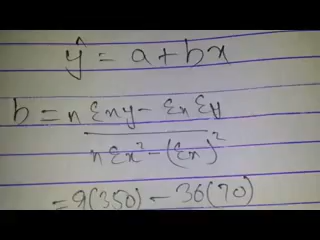 ŷ = a + bx
b = nΣxy - ΣxΣy
nΣx² - (Σx)²
= 9(350) - 36(70)